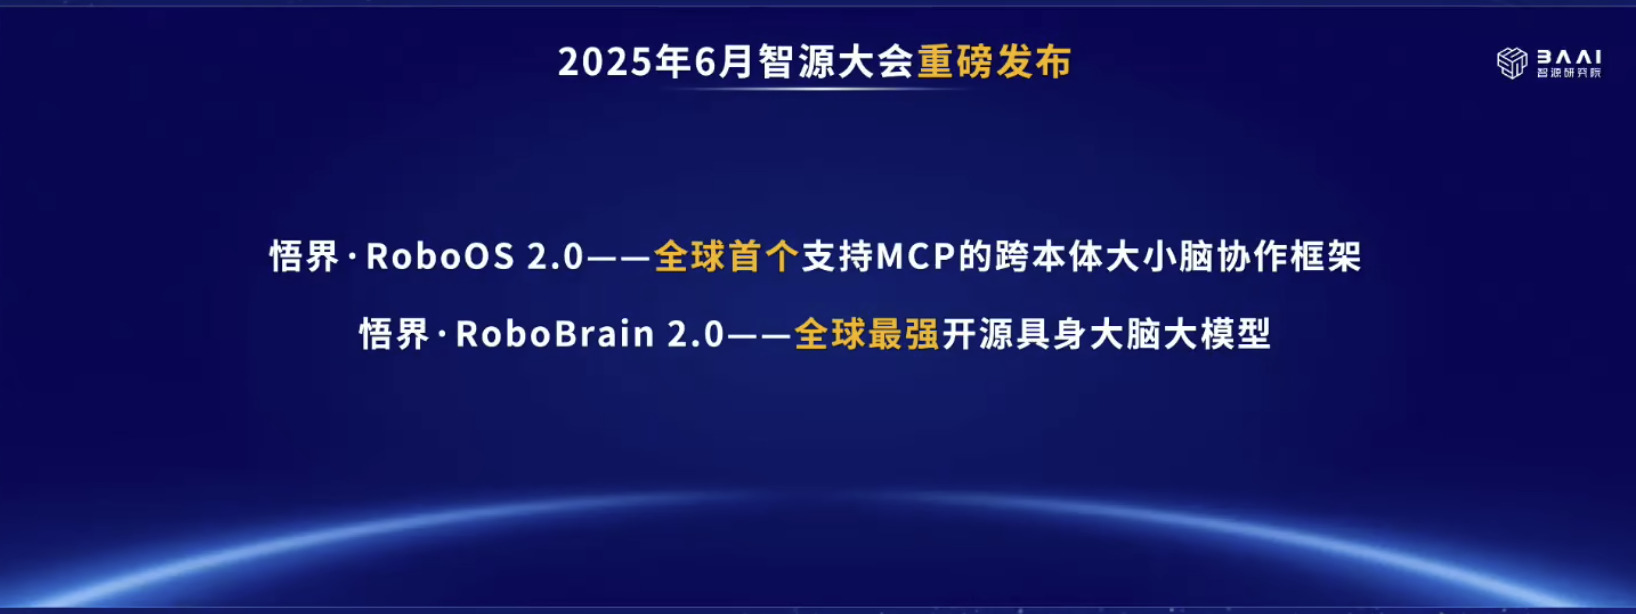 2025年6月智源大会重磅发布
BAAI
智源研究院
悟界·RoboOS 2.0——全球首个支持MCP的跨本体大小脑协作框架
悟界·RoboBrain 2.0——全球最强开源具身大脑大模型